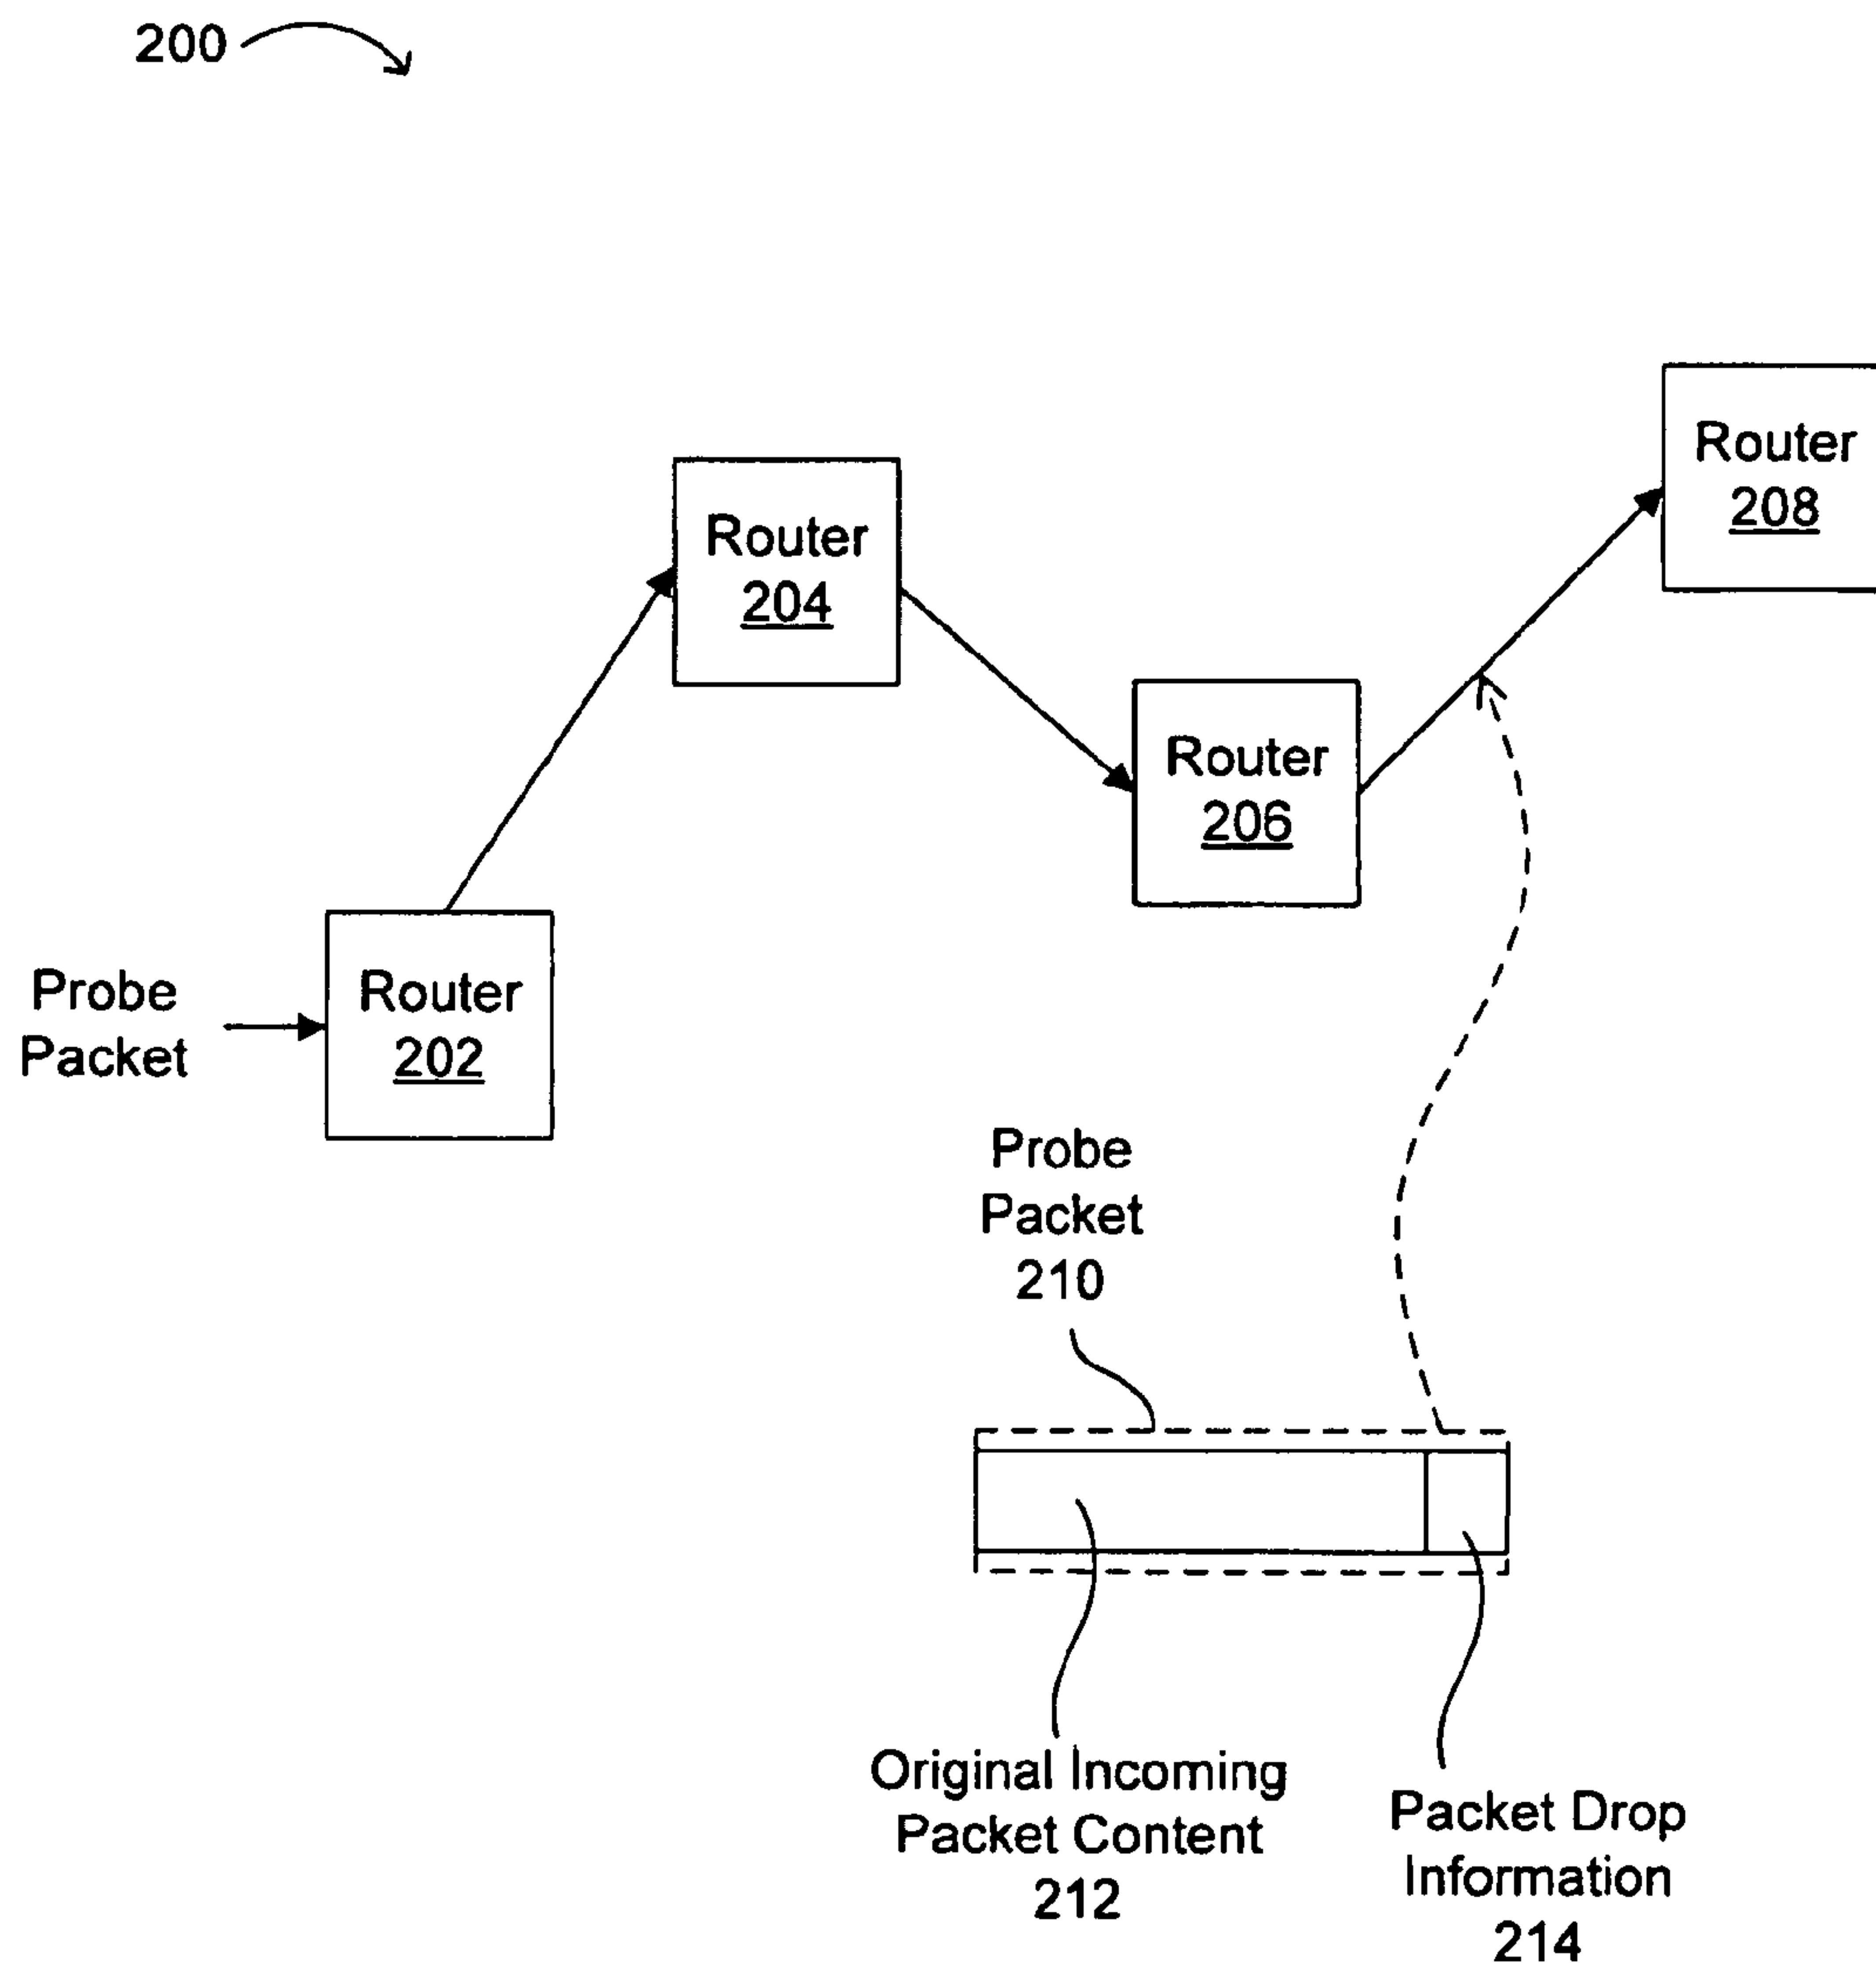 200
Router
208
Router
204
Router
206
Probe
Packet
Router
202
Probe
Packet
210
Original Incoming
Packet Content
212
Packet Drop
Information
214